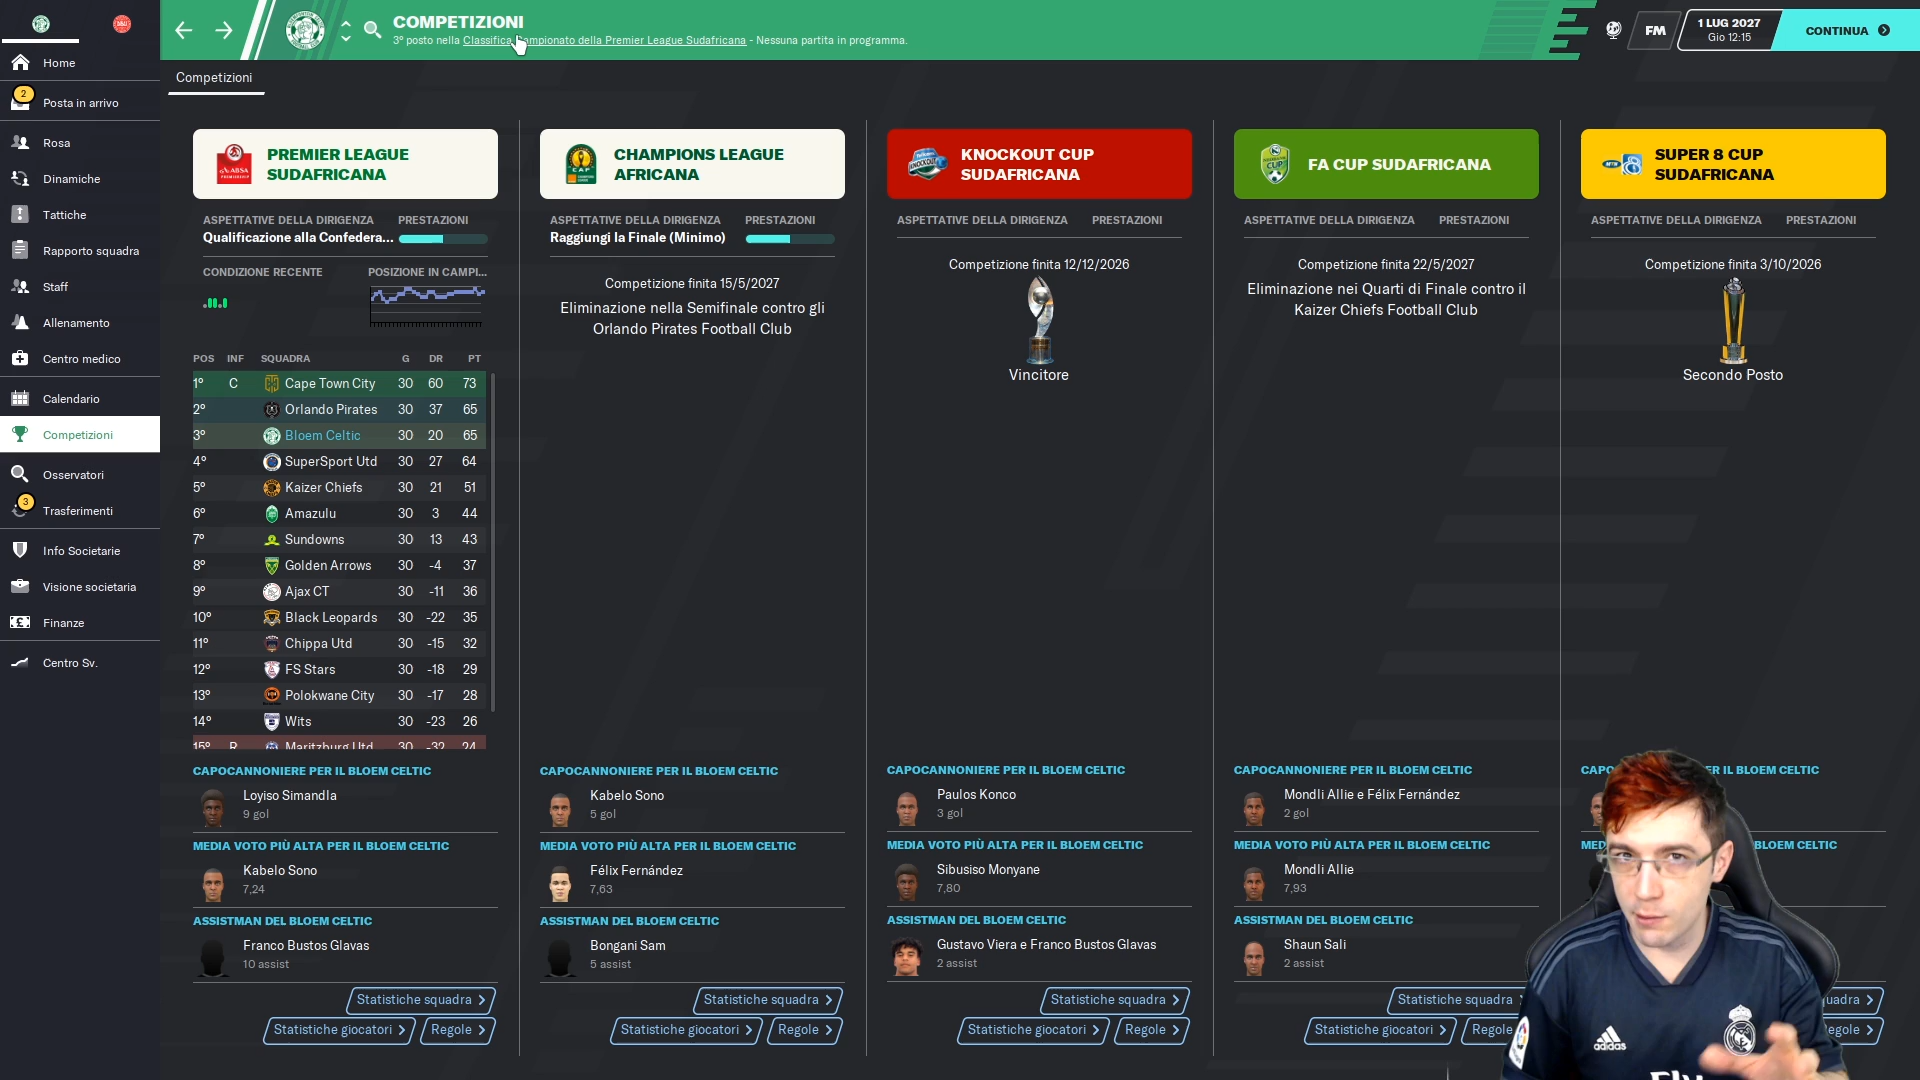 COMPETIZIONI
3° posto nella Classifica Campionato della Premier League Sudafricana - Nessuna partita in programma.
FM
1 LUG 2027
Gio 12:15
CONTINUA
Home
2
Posta in arrivo
Rosa
Dinamiche
Tattiche
Rapporto squadra
Staff
Allenamento
Centro medico
Calendario
Competizioni
Osservatori
3
Trasferimenti
Info Societarie
Visione societaria
Finanze
Centro Sv.
Competizioni
PREMIER LEAGUE
SUDAFRICANA
ASPETTATIVE DELLA DIRIGENZA PRESTAZIONI
Qualificazione alla Confedera...
CONDIZIONE RECENTE POSIZIONE IN CAMPI...
POS INF SQUADRA G DR PT
1° C Cape Town City 30 60 73
2° Orlando Pirates 30 37 65
3° Bloem Celtic 30 20 65
4° SuperSport Utd 30 27 64
5° Kaizer Chiefs 30 21 51
6° Amazulu 30 3 44
7° Sundowns 30 13 43
8° Golden Arrows 30 -4 37
9° Ajax CT 30 -11 36
10° Black Leopards 30 -22 35
11° Chippa Utd 30 -15 32
12° FS Stars 30 -18 29
13° Polokwane City 30 -17 28
14° Wits 30 -23 26
15° R Maritzburg Utd 30 -32 24
CAPOCANNONIERE PER IL BLOEM CELTIC
Loyiso Simandla
9 gol
MEDIA VOTO PIÙ ALTA PER IL BLOEM CELTIC
Kabelo Sono
7,24
ASSISTMAN DEL BLOEM CELTIC
Franco Bustos Glavas
10 assist
Statistiche squadra
Statistiche giocatori
Regole
CHAMPIONS LEAGUE
AFRICANA
ASPETTATIVE DELLA DIRIGENZA PRESTAZIONI
Raggiungi la Finale (Minimo)
Competizione finita 15/5/2027
Eliminazione nella Semifinale contro gli
Orlando Pirates Football Club
CAPOCANNONIERE PER IL BLOEM CELTIC
Kabelo Sono
5 gol
MEDIA VOTO PIÙ ALTA PER IL BLOEM CELTIC
Félix Fernández
7,63
ASSISTMAN DEL BLOEM CELTIC
Bongani Sam
5 assist
Statistiche squadra
Statistiche giocatori
Regole
KNOCKOUT CUP
SUDAFRICANA
ASPETTATIVE DELLA DIRIGENZA PRESTAZIONI
Competizione finita 12/12/2026
Vincitore
CAPOCANNONIERE PER IL BLOEM CELTIC
Paulos Konco
3 gol
MEDIA VOTO PIÙ ALTA PER IL BLOEM CELTIC
Sibusiso Monyane
7,80
ASSISTMAN DEL BLOEM CELTIC
Gustavo Viera e Franco Bustos Glavas
2 assist
Statistiche squadra
Statistiche giocatori
Regole
FA CUP SUDAFRICANA
ASPETTATIVE DELLA DIRIGENZA PRESTAZIONI
Competizione finita 22/5/2027
Eliminazione nei Quarti di Finale contro il
Kaizer Chiefs Football Club
CAPOCANNONIERE PER IL BLOEM CELTIC
Mondli Allie e Félix Fernández
2 gol
MEDIA VOTO PIÙ ALTA PER IL BLOEM CELTIC
Mondli Allie
7,93
ASSISTMAN DEL BLOEM CELTIC
Shaun Sali
2 assist
Statistiche squadra
Statistiche giocatori
Regole
SUPER 8 CUP
SUDAFRICANA
ASPETTATIVE DELLA DIRIGENZA PRESTAZIONI
Competizione finita 3/10/2026
Secondo Posto
IL BLOEM CELTIC
BLOEM CELTIC
adidas